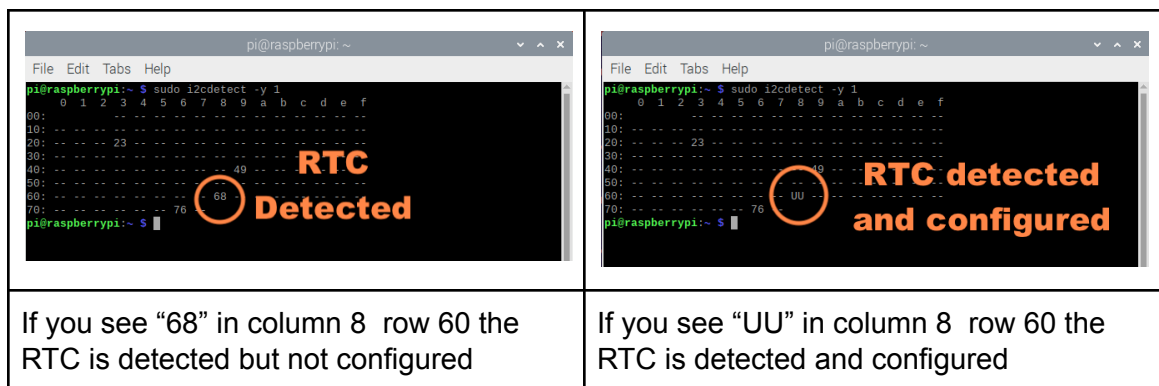 pi@raspberrypi: ~
File Edit Tabs Help
pi@raspberrypi:~ $ sudo i2cdetect -y 1
0 1 2 3 4 5 6 7 8 9 a b c d e f
00: -- -- -- -- -- -- -- -- -- -- -- -- --
10: -- -- -- -- -- -- -- -- -- -- -- -- -- -- -- --
20: -- -- -- 23 -- -- -- -- -- -- -- -- -- -- -- --
30: -- -- -- -- -- -- -- -- -- -- --
40: -- -- -- -- -- -- -- -- -- 49 --
50: -- -- -- -- -- -- -- -- --
60: -- -- -- -- -- -- -- -- 68 --
70: -- -- -- -- -- -- 76 --
pi@raspberrypi:~ $
RTC
Detected
If you see “68” in column 8 row 60 the
RTC is detected but not configured
pi@raspberrypi: ~
File Edit Tabs Help
pi@raspberrypi:~ $ sudo i2cdetect -y 1
0 1 2 3 4 5 6 7 8 9 a b c d e f
00: -- -- -- -- -- -- -- -- -- -- -- -- --
10: -- -- -- -- -- -- -- -- -- -- -- -- -- -- -- --
20: -- -- -- 23 -- -- -- -- -- -- -- -- -- -- -- --
30: -- -- -- -- -- -- -- -- -- -- -- -- -- -- -- --
40: -- -- -- -- -- -- -- -- -- 49 -- -- -- -- -- --
50: -- -- -- -- -- -- -- -- -- --
60: -- -- -- -- -- -- -- -- UU -- -- -- -- -- -- --
70: -- -- -- -- -- -- 76 --
pi@raspberrypi:~ $
RTC detected
and configured
If you see “UU” in column 8 row 60 the
RTC is detected and configured